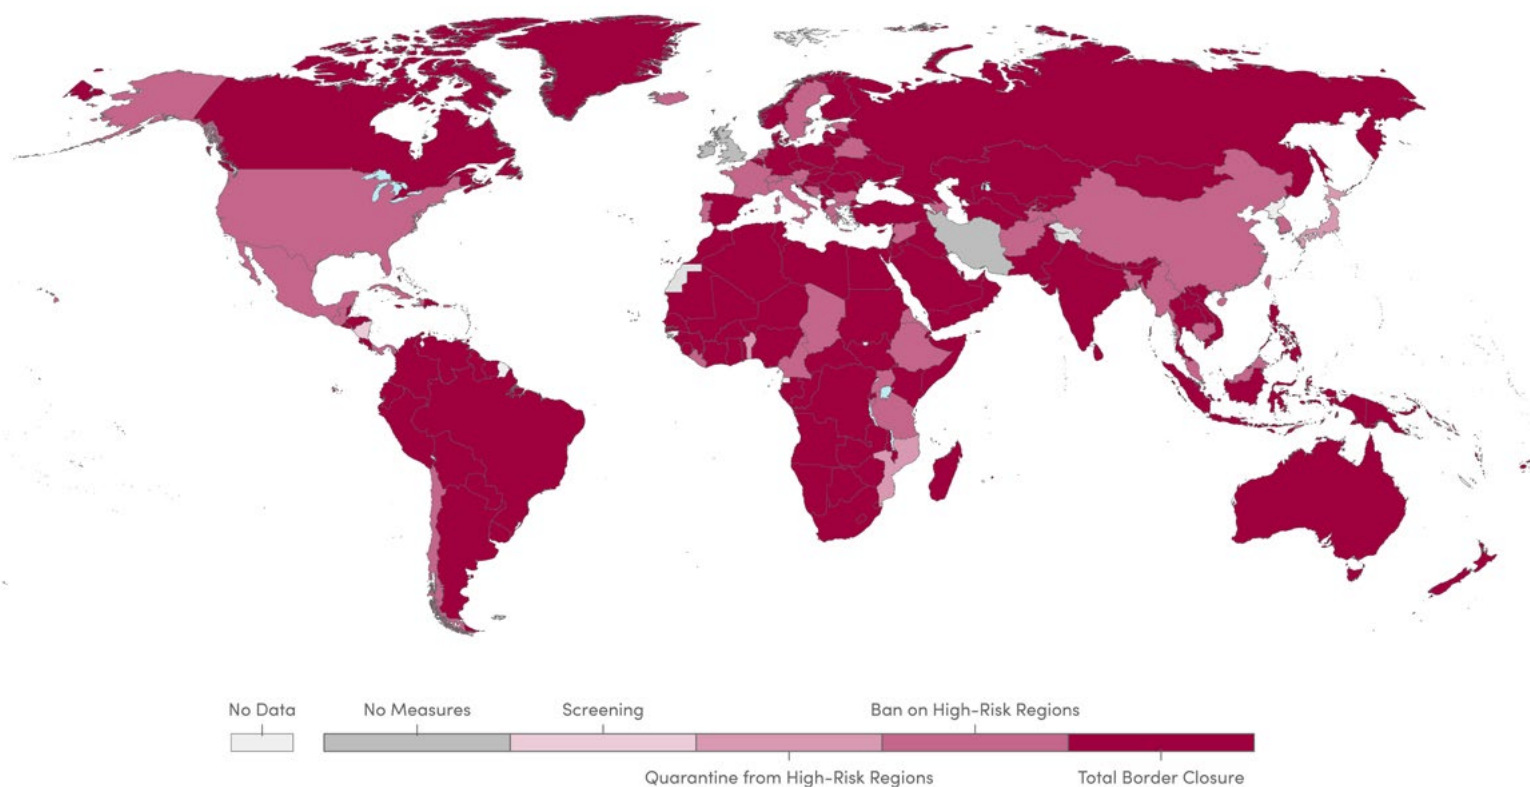 No Data
No Measures
Screening
Ban on High-Risk Regions
Quarantine from High-Risk Regions
Total Border Closure